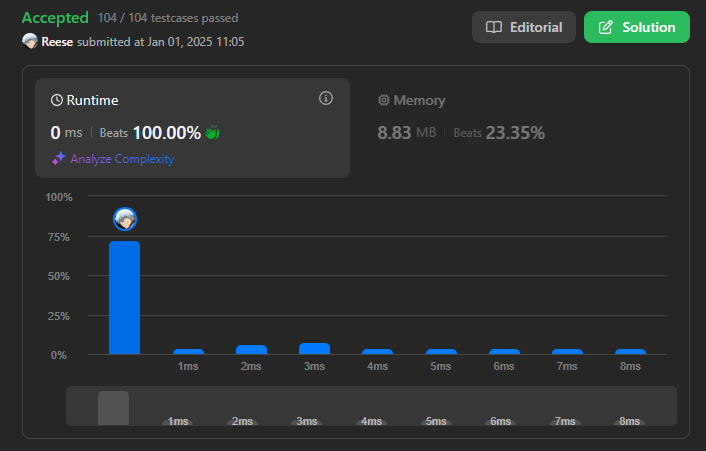 Accepted 104 / 104 testcases passed
Editorial
Solution
Reese submitted at Jan 01, 2025 11:05
Runtime
0 ms Beats 100.00%
Analyze Complexity
Memory
8.83 MB Beats 23.35%
100%
75%
50%
25%
0%
1ms 2ms 3ms 4ms 5ms 6ms 7ms 8ms
1ms 2ms 3ms 4ms 5ms 6ms 7ms 8ms